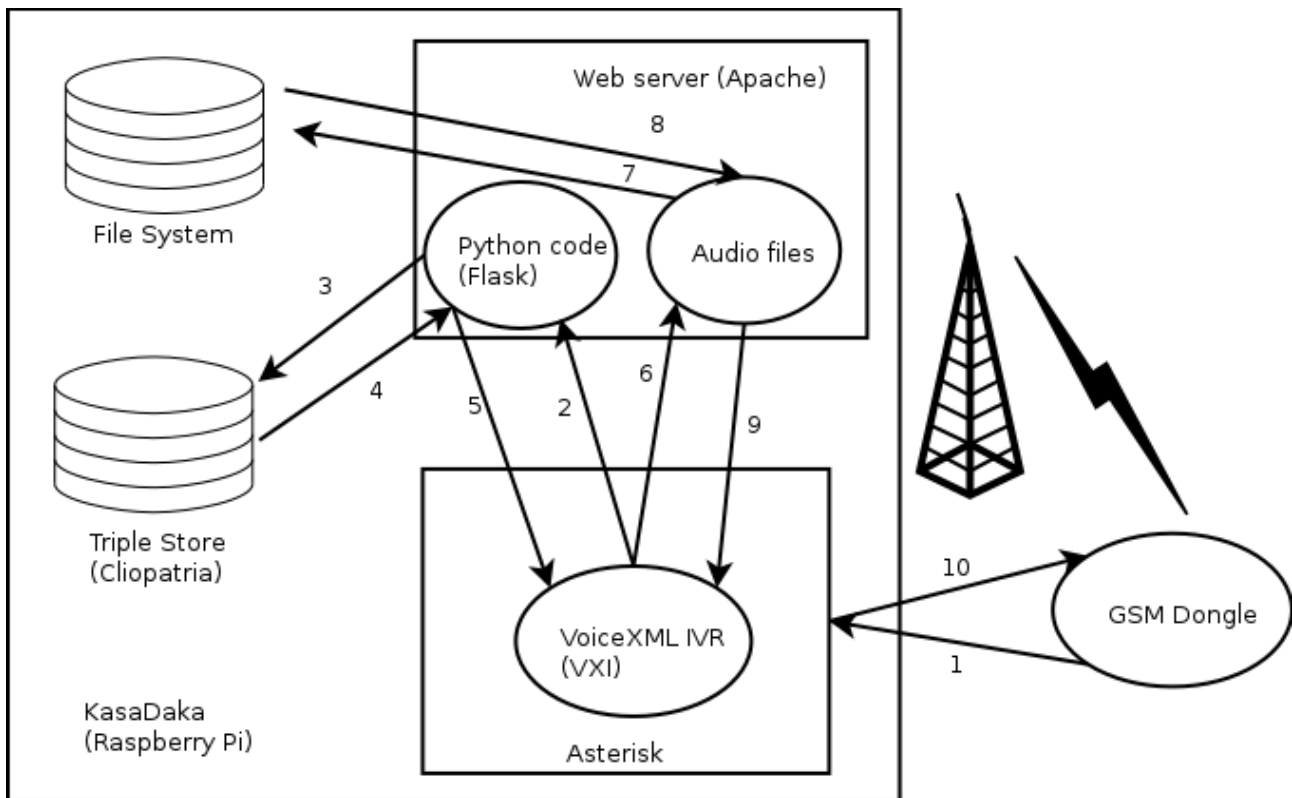 Web server (Apache)
8
7
File System
Python code
(Flask)
Audio files
3
4
5
2
6
9
Triple Store
(Cliopatria)
10
GSM Dongle
1
VoiceXML IVR
(VXI)
KasaDaka
(Raspberry Pi)
Asterisk